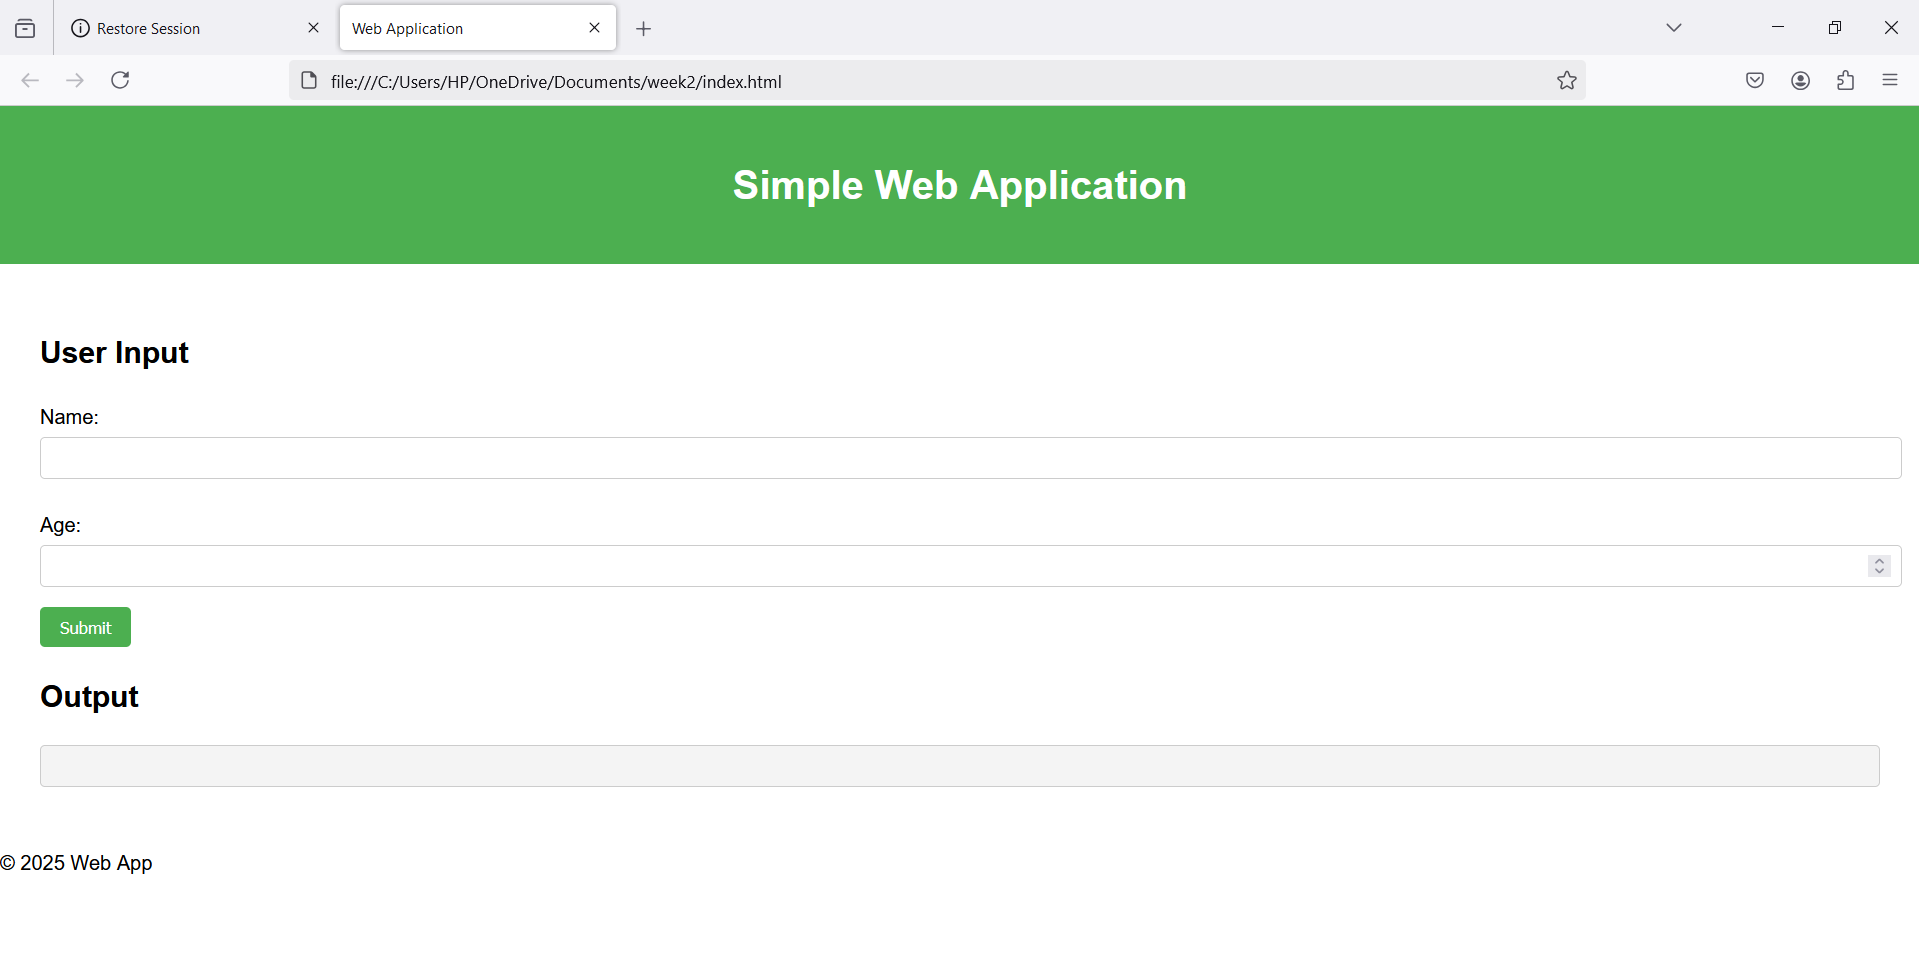 Restore Session
Web Application
file:///C:/Users/HP/OneDrive/Documents/week2/index.html
Simple Web Application
User Input
Name:
Age:
Submit
Output
© 2025 Web App